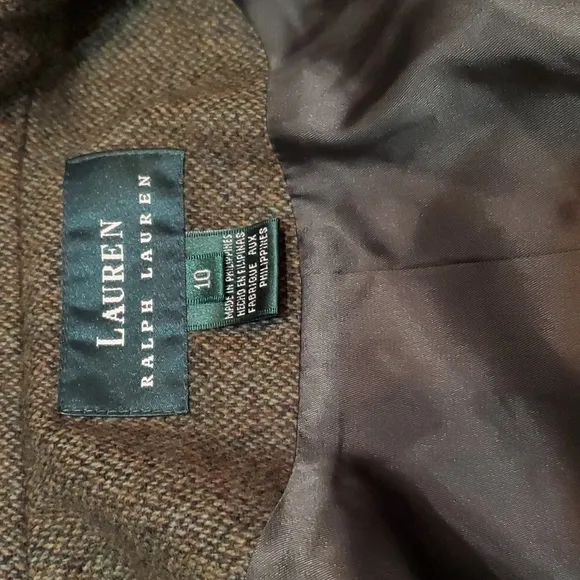 LAUREN
RALPH LAUREN
10
MADE IN PHILIPPINES
HECHO EN FILIPINAS
FABRIQUE AUX
PHILIPPINES